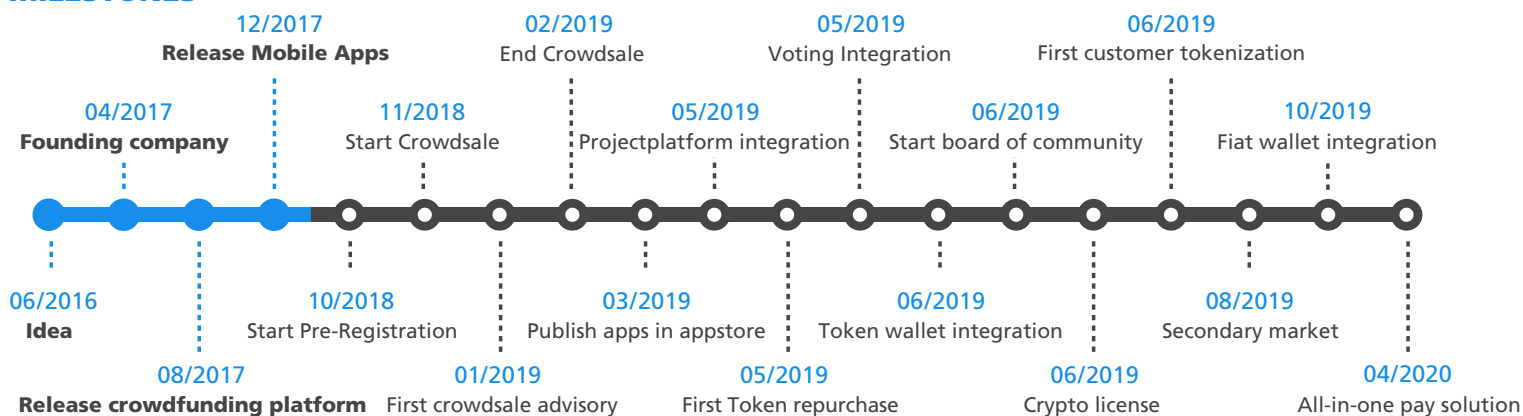 MILESTONES
12/2017
Release Mobile Apps
02/2019
End Crowdsale
05/2019
Voting Integration
06/2019
First customer tokenization
04/2017
Founding company
11/2018
Start Crowdsale
05/2019
Projectplatform integration
06/2019
Start board of community
10/2019
Fiat wallet integration
06/2016
Idea
10/2018
Start Pre-Registration
03/2019
Publish apps in appstore
06/2019
Token wallet integration
08/2019
Secondary market
08/2017
Release crowdfunding platform
01/2019
First crowdsale advisory
05/2019
First Token repurchase
06/2019
Crypto license
04/2020
All-in-one pay solution